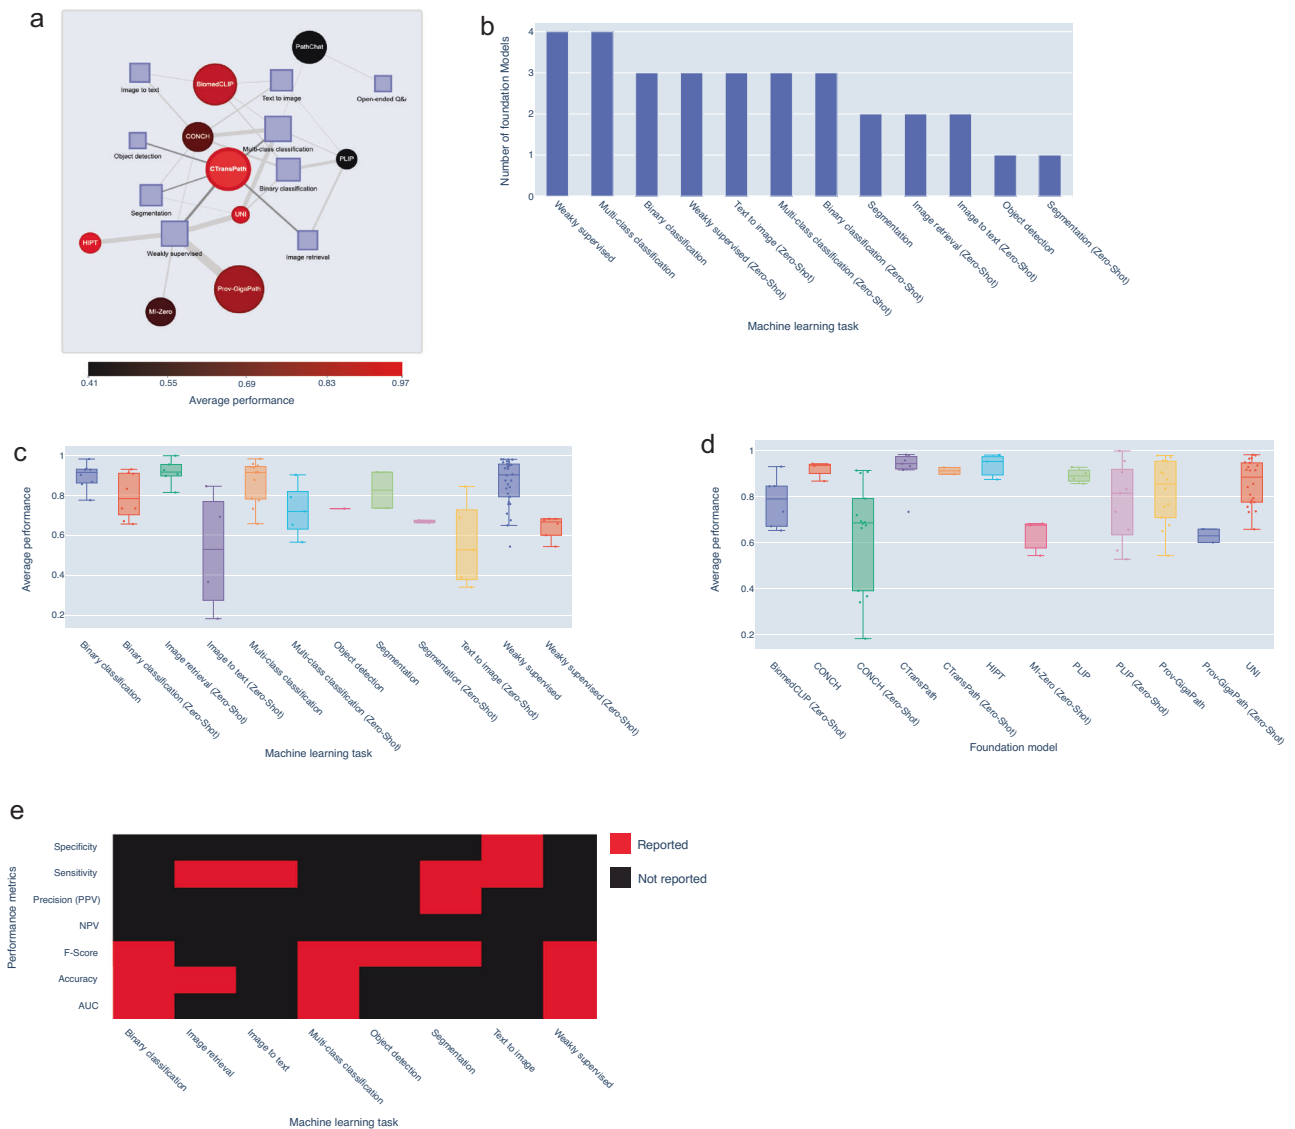 a
PathChat
BiomedCLIP
Image to text
Text to image
Open-ended Q&
CONCH
Multi-class classification
Object detection
PLIP
CTransPath
Binary classification
Segmentation
UNI
HIPT
Weakly supervised
Image retrieval
Prov-GigaPath
MI-Zero
0.41
0.55
0.69
0.83
0.97
Average performance
b
Number of foundation Models
4
3
2
1
0
Weakly supervised
Multi-class classification
Binary classification
Weakly supervised (Zero-Shot)
Text to image (Zero-Shot)
Multi-class classification (Zero-Shot)
Binary classification (Zero-Shot)
Segmentation
Image retrieval (Zero-Shot)
Image to text (Zero-Shot)
Object detection
Segmentation (Zero-Shot)
Machine learning task
c
Average performance
1
0.8
0.6
0.4
0.2
Binary classification
Binary classification (Zero-Shot)
Image retrieval (Zero-Shot)
Image to text (Zero-Shot)
Multi-class classification
Multi-class classification (Zero-Shot)
Object detection
Segmentation
Segmentation (Zero-Shot)
Text to image (Zero-Shot)
Weakly supervised
Weakly supervised (Zero-Shot)
Machine learning task
d
Average performance
1
0.8
0.6
0.4
0.2
BiomedCLIP (Zero-Shot)
CONCH
CONCH (Zero-Shot)
CTransPath
CTransPath (Zero-Shot)
HIPT
MI-Zero (Zero-Shot)
PLIP
PLIP (Zero-Shot)
Prov-GigaPath
Prov-GigaPath (Zero-Shot)
UNI
Foundation model
e
Performance metrics
Specificity
Sensitivity
Precision (PPV)
NPV
F-Score
Accuracy
AUC
Binary classification
Image retrieval
Image to text
Multi-class classification
Object detection
Segmentation
Text to image
Weakly supervised
Machine learning task
Reported
Not reported